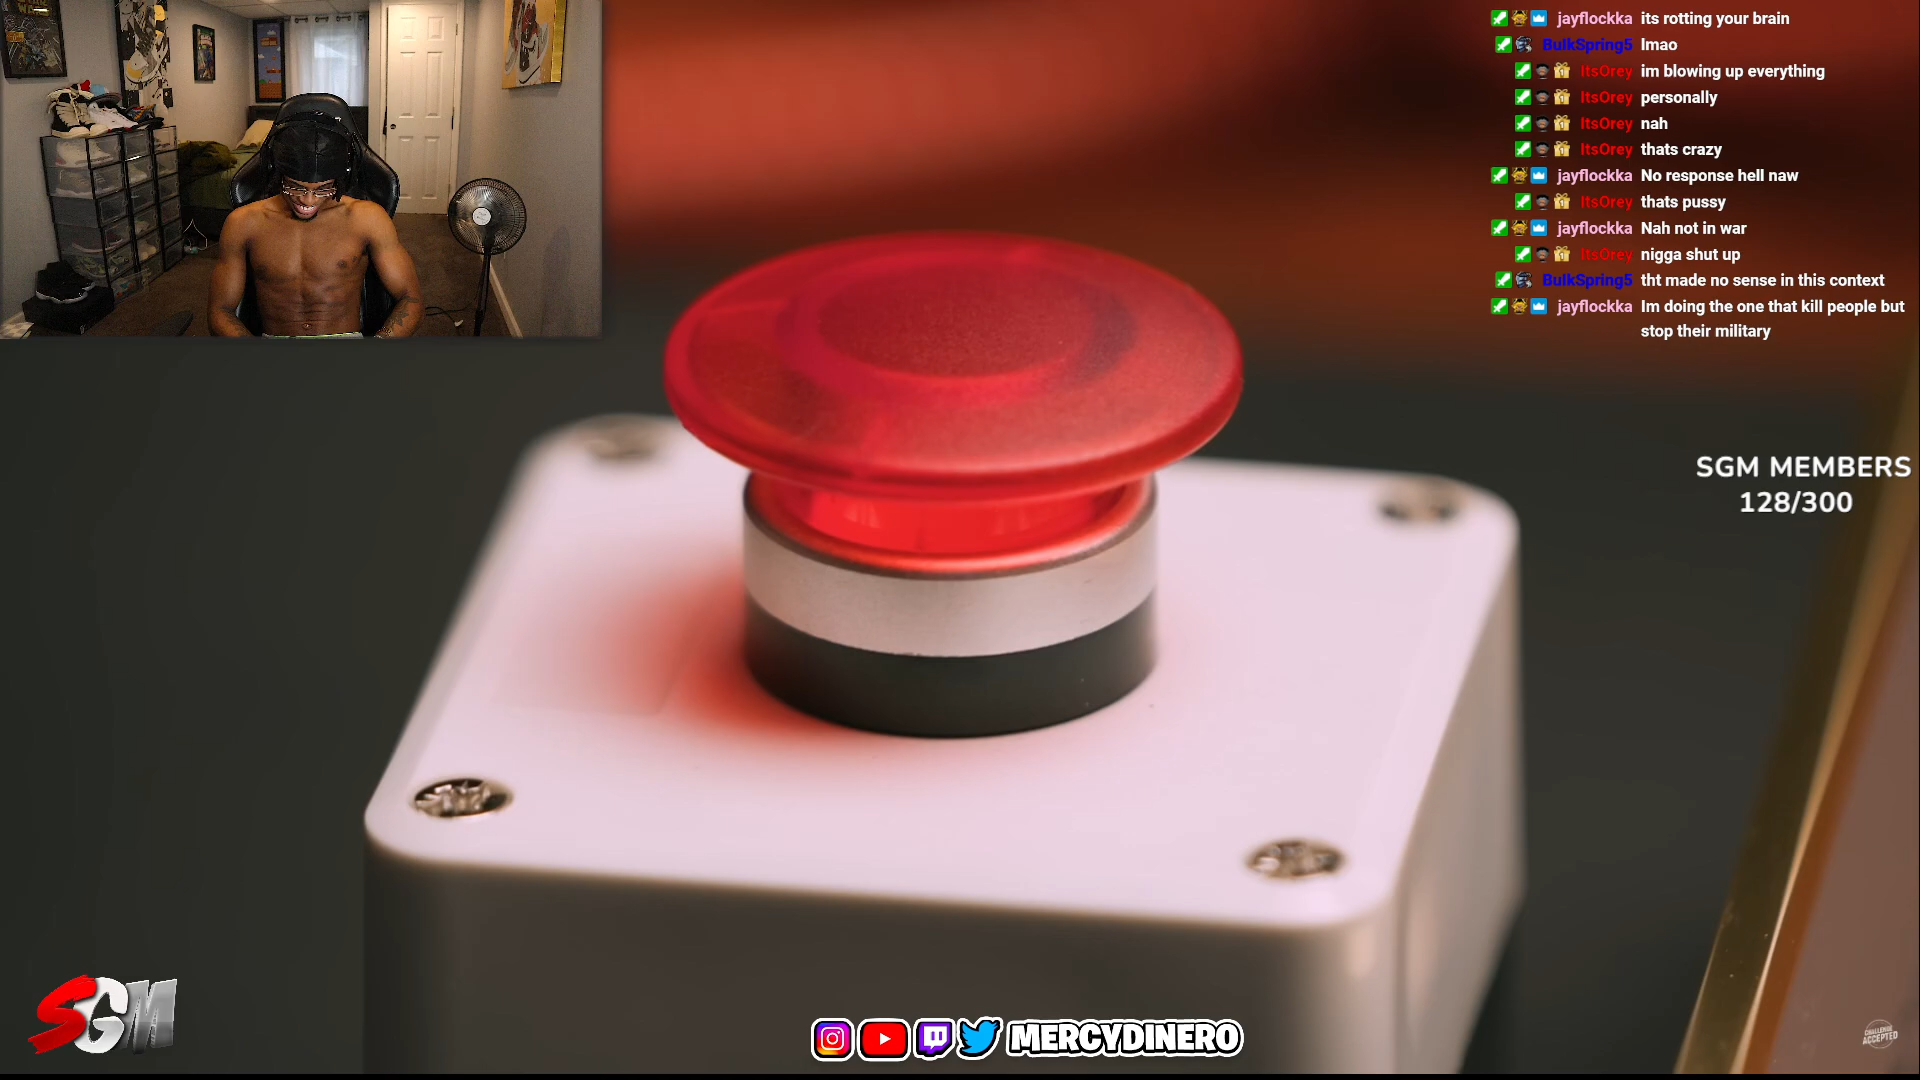 jayflockka its rotting your brain
BulkSpring5 lmao
ItsOrey im blowing up everything
ItsOrey personally
ItsOrey nah
ItsOrey thats crazy
jayflockka No response hell naw
ItsOrey thats pussy
jayflockka Nah not in war
ItsOrey nigga shut up
BulkSpring5 tht made no sense in this context
jayflockka Im doing the one that kill people but
stop their military
SGM MEMBERS
128/300
SGM
MERCYDINERO
CHALLENGE
ACCEPTED